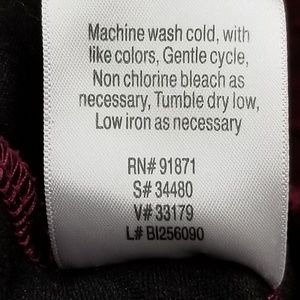 Machine wash cold, with
like colors, Gentle cycle,
Non chlorine bleach as
necessary, Tumble dry low,
Low iron as necessary
RN# 91871
S# 34480
V# 33179
L# BI256090